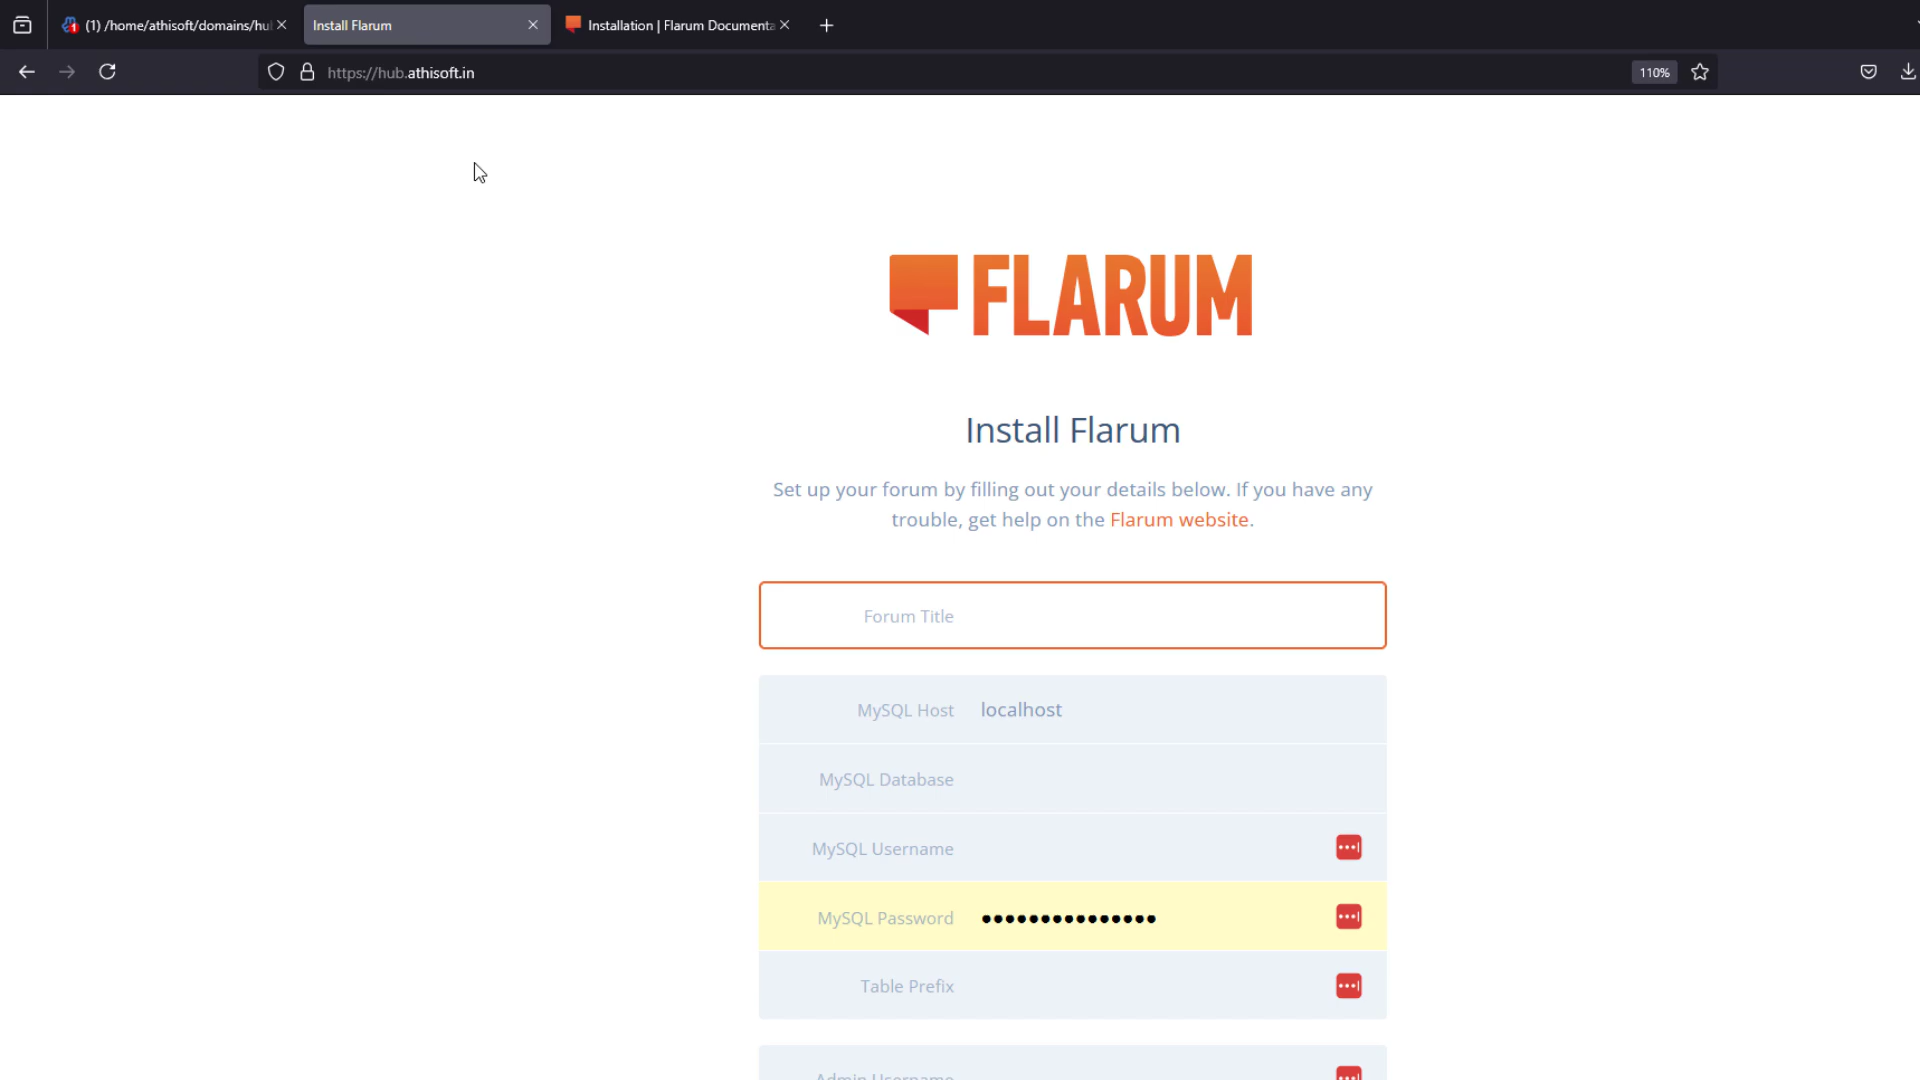 (1) /home/athisoft/domains/hu
Install Flarum
Installation | Flarum Documenta
https://hub.athisoft.in
110%
FLARUM
Install Flarum
Set up your forum by filling out your details below. If you have any
trouble, get help on the Flarum website.
Forum Title
MySQL Host localhost
MySQL Database
MySQL Username
MySQL Password
Table Prefix
Admin Username